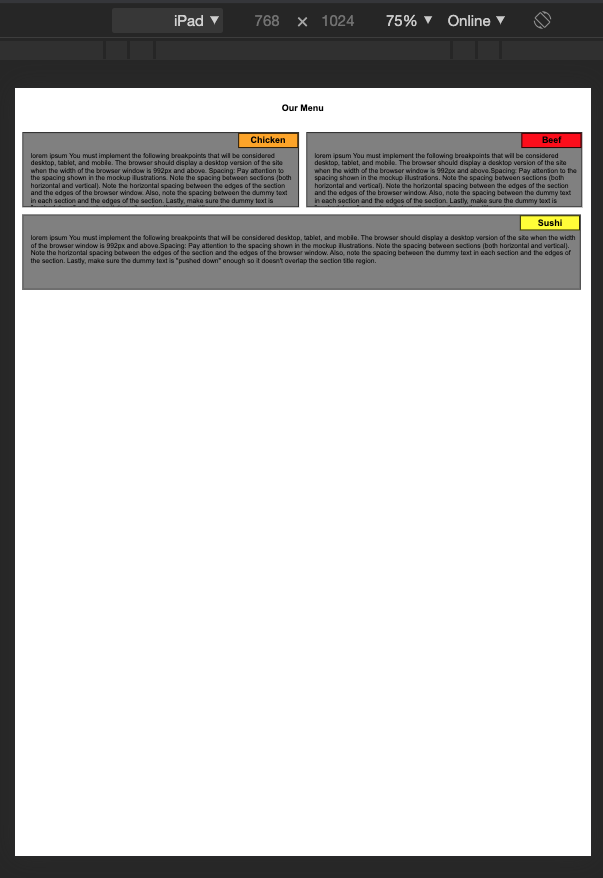 iPad ▼ 768 × 1024 75% ▼ Online ▼
Our Menu
Chicken
lorem ipsum You must implement the following breakpoints that will be considered
desktop, tablet, and mobile. The browser should display a desktop version of the site
when the width of the browser window is 992px and above. Spacing: Pay attention to
the spacing shown in the mockup illustrations. Note the spacing between sections (both
horizontal and vertical). Note the horizontal spacing between the edges of the section
and the edges of the browser window. Also, note the spacing between the dummy text
in each section and the edges of the section. Lastly, make sure the dummy text is
Beef
lorem ipsum You must implement the following breakpoints that will be considered
desktop, tablet, and mobile. The browser should display a desktop version of the site
when the width of the browser window is 992px and above.Spacing: Pay attention to
the spacing shown in the mockup illustrations. Note the spacing between sections (both
horizontal and vertical). Note the horizontal spacing between the edges of the section
and the edges of the browser window. Also, note the spacing between the dummy text
in each section and the edges of the section. Lastly, make sure the dummy text is
Sushi
lorem ipsum You must implement the following breakpoints that will be considered desktop, tablet, and mobile. The browser should display a desktop version of the site when the width
of the browser window is 992px and above.Spacing: Pay attention to the spacing shown in the mockup illustrations. Note the spacing between sections (both horizontal and vertical).
Note the horizontal spacing between the edges of the section and the edges of the browser window. Also, note the spacing between the dummy text in each section and the edges of
the section. Lastly, make sure the dummy text is "pushed down" enough so it doesn't overlap the section title region.